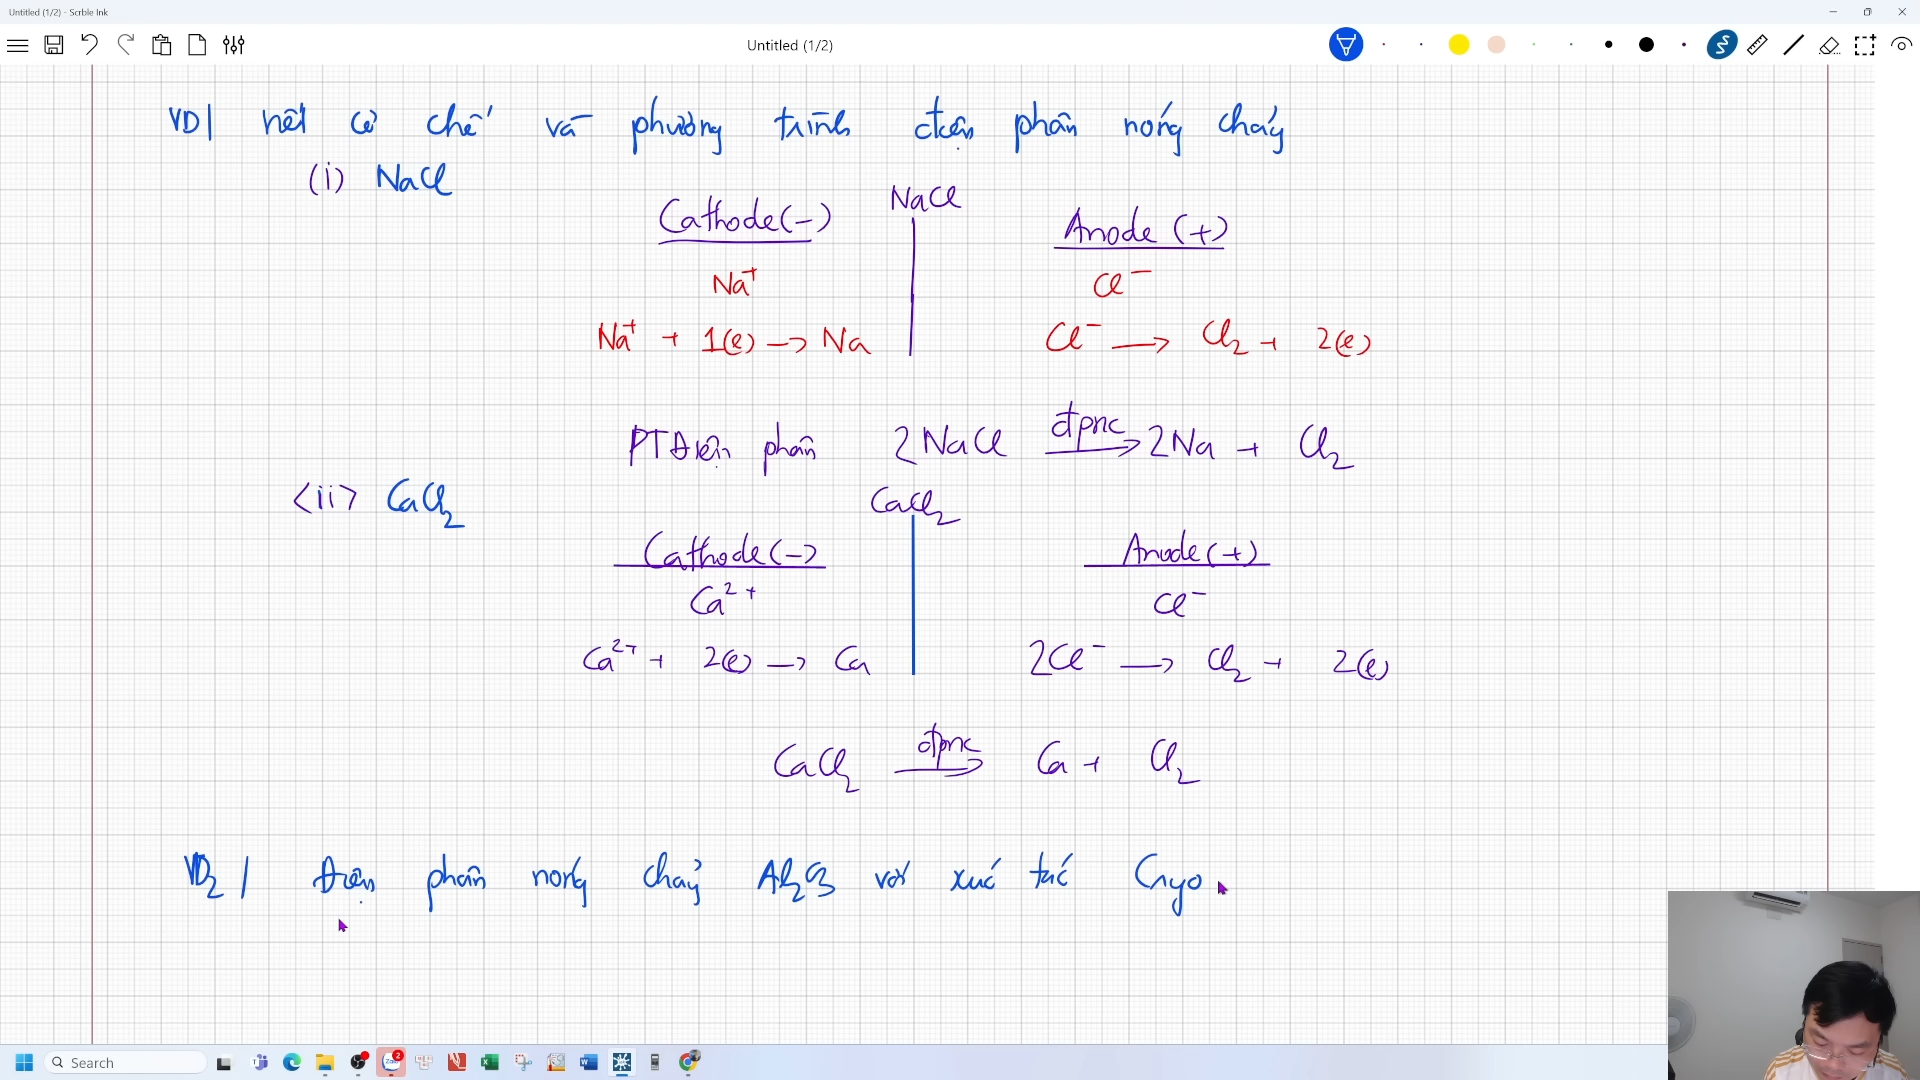 Untitled (1/2) - Scrble Ink
Untitled (1/2)
VD1 nết cơ chế và phương trình điện phân nóng chảy
(i) NaCl
NaCl
Cathode(-) Anode (+)
Na⁺ Cl⁻
Na⁺ + 1(e) → Na Cl⁻ → Cl₂ + 2(e)
PTĐiện phân 2NaCl đpnc → 2Na + Cl₂
<ii> CaCl₂ CaCl₂
Cathode(-) Anode(+)
Ca²⁺ Cl⁻
Ca²⁺ + 2(e) → Ca 2Cl⁻ → Cl₂ + 2(e)
CaCl₂ đpnc → Ca + Cl₂
VD2/ Điện phân nóng chảy Al₂O₃ với xúc tác Cryo
Search
2